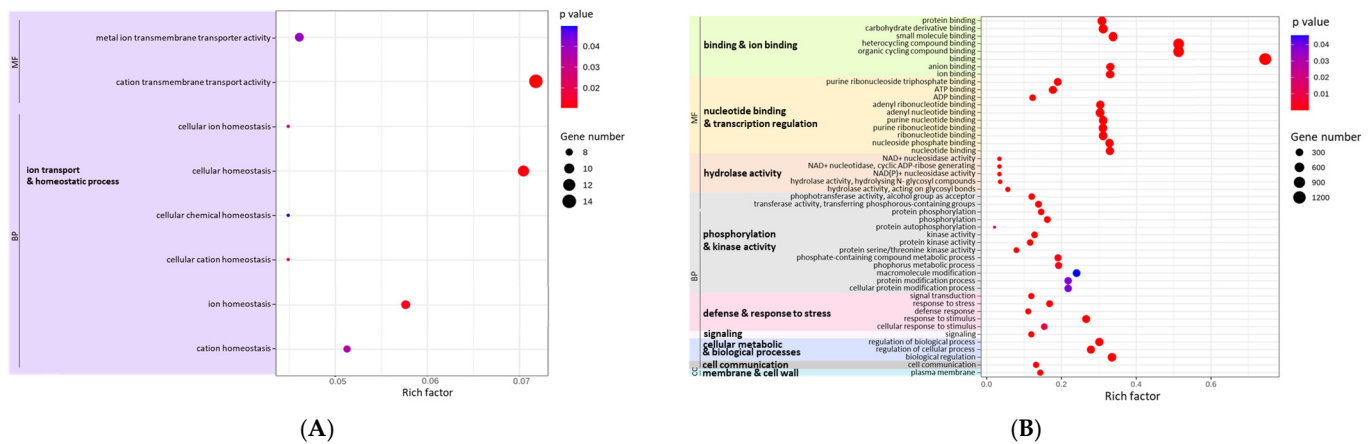 MF
BP
ion transport
& homeostatic process
metal ion transmembrane transporter activity
cation transmembrane transport activity
cellular ion homeostasis
cellular homeostasis
cellular chemical homeostasis
cellular cation homeostasis
ion homeostasis
cation homeostasis
0.05
0.06
0.07
Rich factor
p value
0.04
0.03
0.02
Gene number
8
10
12
14
(A)
MF
BP
CC
binding & ion binding
nucleotide binding
& transcription regulation
hydrolase activity
phosphorylation
& kinase activity
defense & response to stress
signaling
cellular metabolic
& biological processes
cell communication
membrane & cell wall
protein binding
carbohydrate derivative binding
small molecule binding
heterocycling compound binding
organic cycling compound binding
binding
anion binding
ion binding
purine ribonucleoside triphosphate binding
ATP binding
ADP binding
adenyl ribonucleotide binding
adenyl nucleotide binding
purine nucleotide binding
purine ribonucleotide binding
ribonucleotide binding
nucleoside phosphate binding
nucleotide binding
NAD+ nucleosidase activity
NAD+ nucleotidase, cyclic ADP-ribose generating
NAD(P)+ nucleosidase activity
hydrolase activity, hydrolysing N- glycosyl compounds
hydrolase activity, acting on glycosyl bonds
phophotransferase activity, alcohol group as acceptor
transferase activity, transferring phosphorous-containing groups
protein phosphorylation
phosphorylation
protein autophosphorylation
kinase activity
protein kinase activity
protein serine/threonine kinase activity
phosphate-containing compound metabolic process
phophorus metabolic process
macromolecule modification
protein modification process
cellular protein modification process
signal transduction
response to stress
defense response
response to stimulus
cellular response to stimulus
signaling
regulation of biological process
regulation of cellular process
biological regulation
cell communication
plasma membrane
0.0
0.2
0.4
0.6
Rich factor
p value
0.04
0.03
0.02
0.01
Gene number
300
600
900
1200
(B)